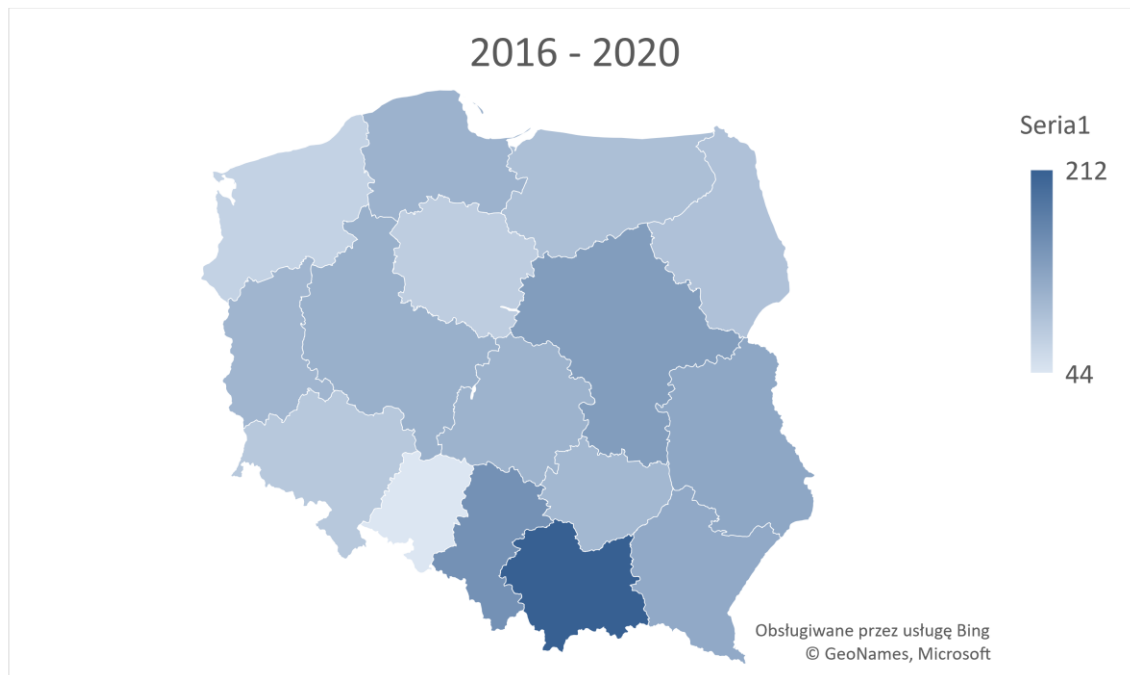 2016 - 2020
Seria1
212
44
Obsługiwane przez usługę Bing
© GeoNames, Microsoft